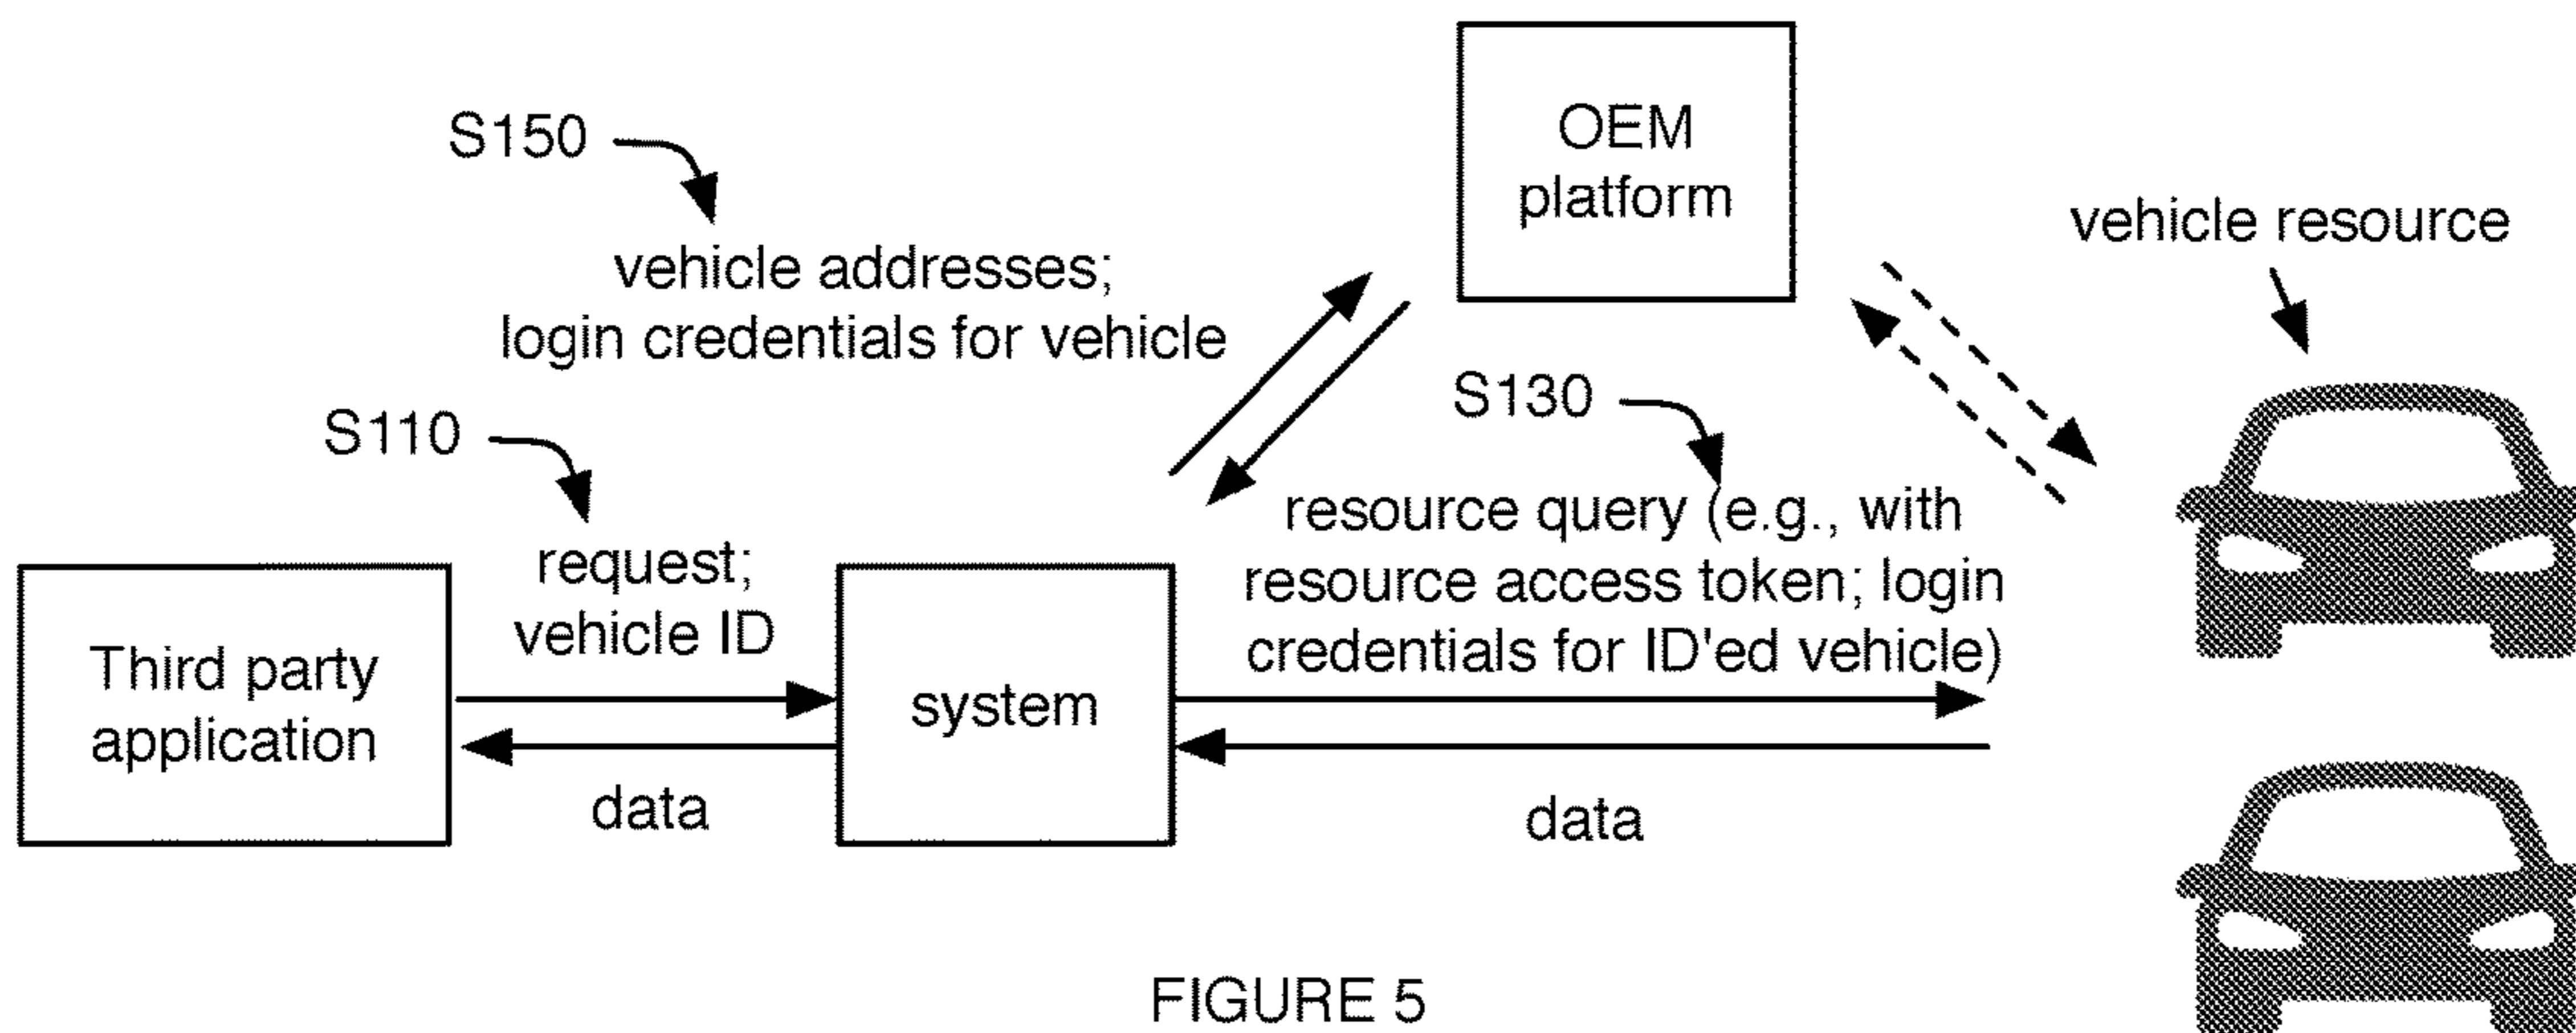 OEM
platform
S150
vehicle addresses;
login credentials for vehicle
vehicle resource
S130
S110
resource query (e.g., with
resource access token; login
credentials for ID'ed vehicle)
request;
vehicle ID
Third party
application
system
data
data
FIGURE 5